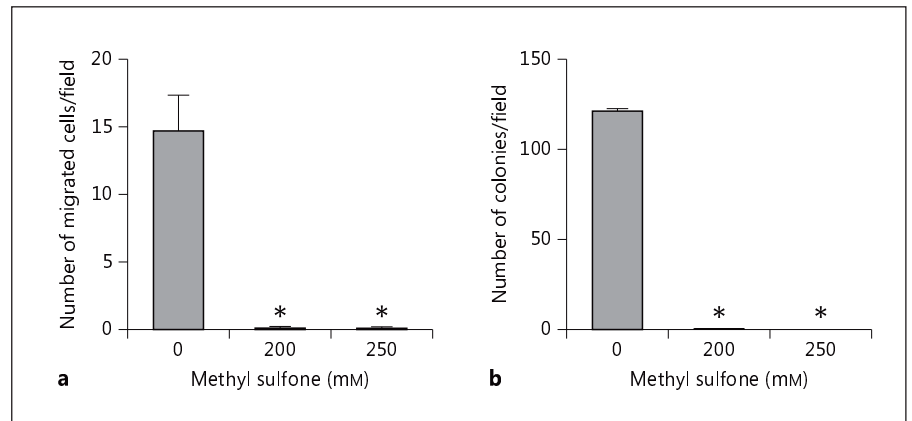 Number of migrated cells/field
20
15
10
5
0
* *
0 200 250
Methyl sulfone (mM)
a
Number of colonies/field
150
100
50
0
* *
0 200 250
Methyl sulfone (mM)
b